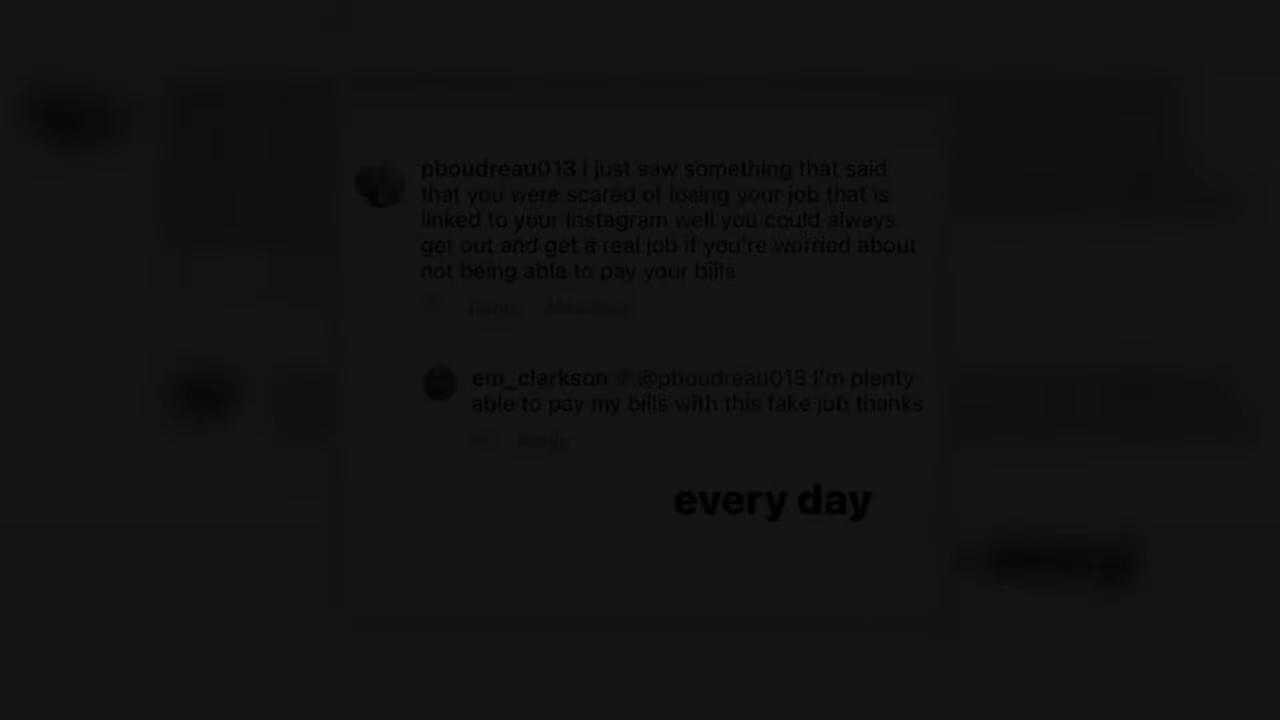 pboudreau013 I just saw something that said
that you were scared of losing your job that is
linked to your Instagram well you could always
get out and get a real job if you're worried about
not being able to pay your bills
Reply
em_clarkson @pboudreau013 I'm plenty
able to pay my bills with this fake job thanks
Reply
every day